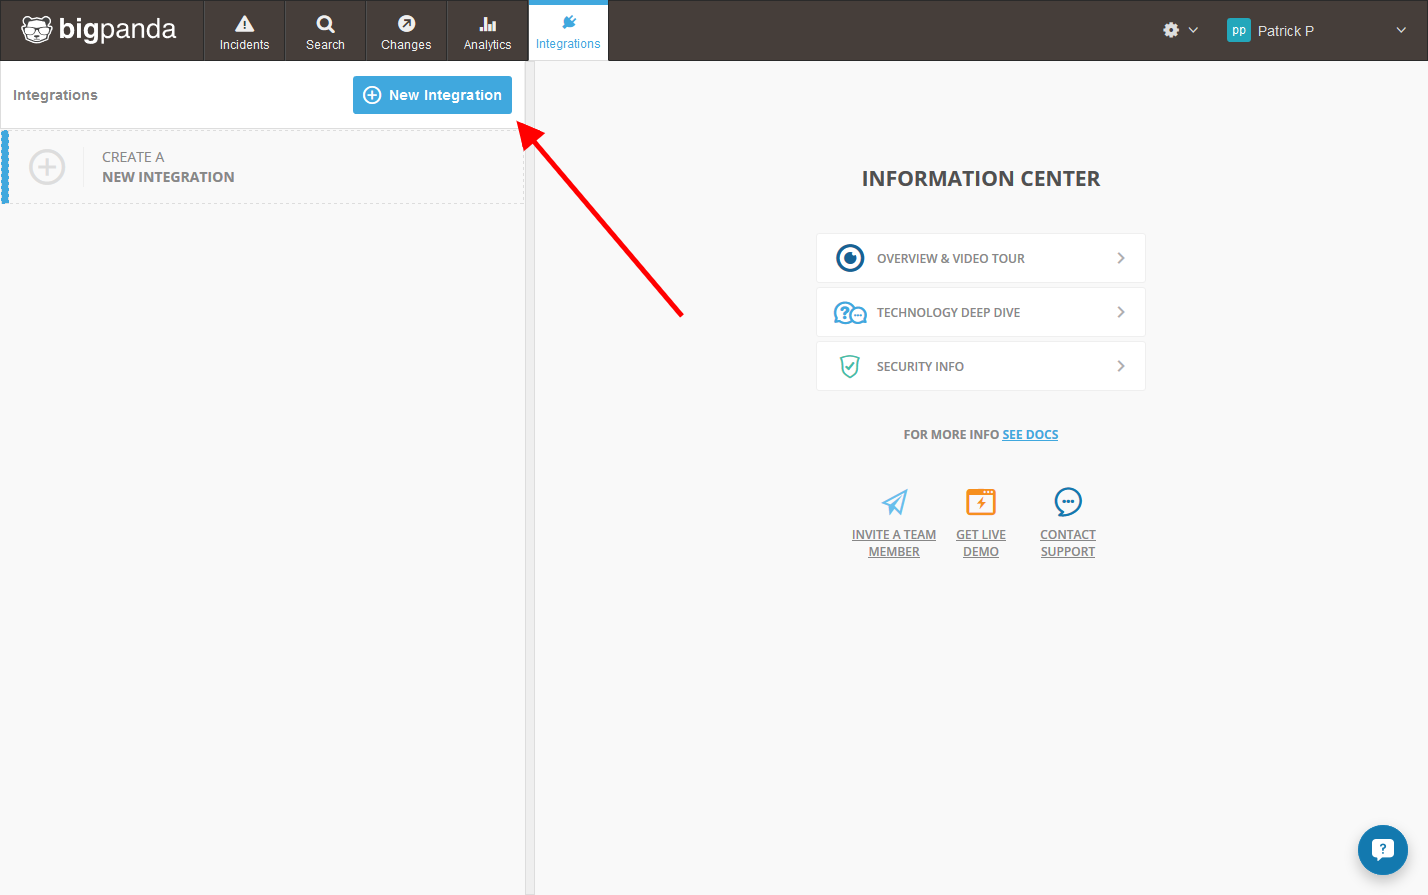 bigpanda
Incidents
Search
Changes
Analytics
Integrations
pp
Patrick P
Integrations
New Integration
CREATE A
NEW INTEGRATION
INFORMATION CENTER
OVERVIEW & VIDEO TOUR
TECHNOLOGY DEEP DIVE
SECURITY INFO
FOR MORE INFO SEE DOCS
INVITE A TEAM
MEMBER
GET LIVE
DEMO
CONTACT
SUPPORT